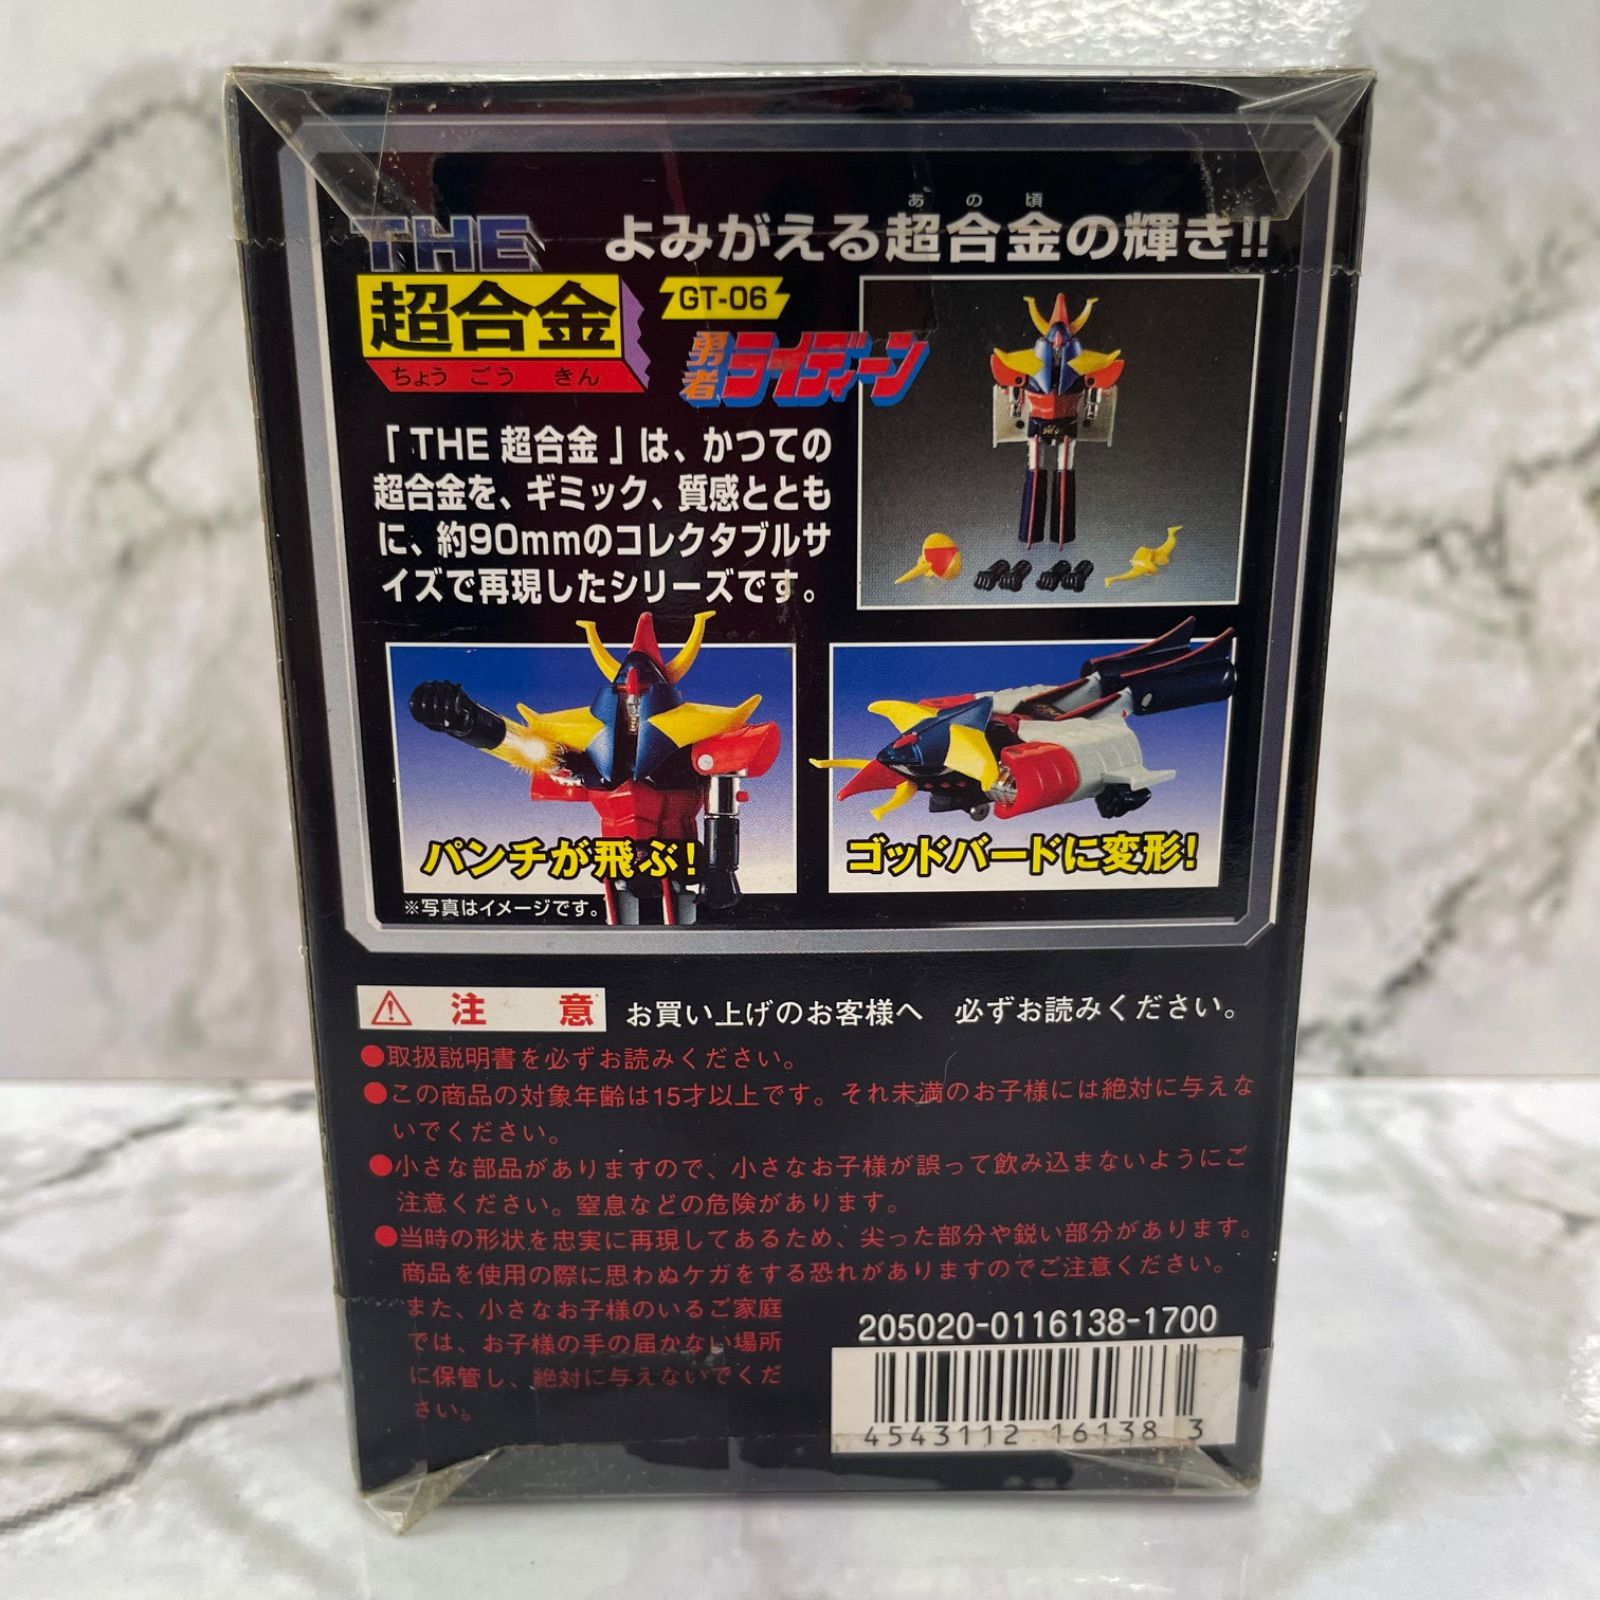 THE
超合金
ちょう ごう きん
あの頃
よみがえる超合金の輝き!!
GT-06
勇者
ライディーン
「THE 超合金」は、かつての
超合金を、ギミック、質感ととも
に、約90mmのコレクタブルサ
イズで再現したシリーズです。
パンチが飛ぶ!
※写真はイメージです。
ゴッドバードに変形!
注 意
お買い上げのお客様へ 必ずお読みください。
●取扱説明書を必ずお読みください。
●この商品の対象年齢は15才以上です。それ未満のお子様には絶対に与えな
いでください。
●小さな部品がありますので、小さなお子様が誤って飲み込まないようにご
注意ください。窒息などの危険があります。
●当時の形状を忠実に再現してあるため、尖った部分や鋭い部分があります。
商品を使用の際に思わぬケガをする恐れがありますのでご注意ください。
また、小さなお子様のいるご家庭
では、お子様の手の届かない場所
に保管し、絶対に与えないでくだ
さい。
205020-0116138-1700
4543112 16138 3